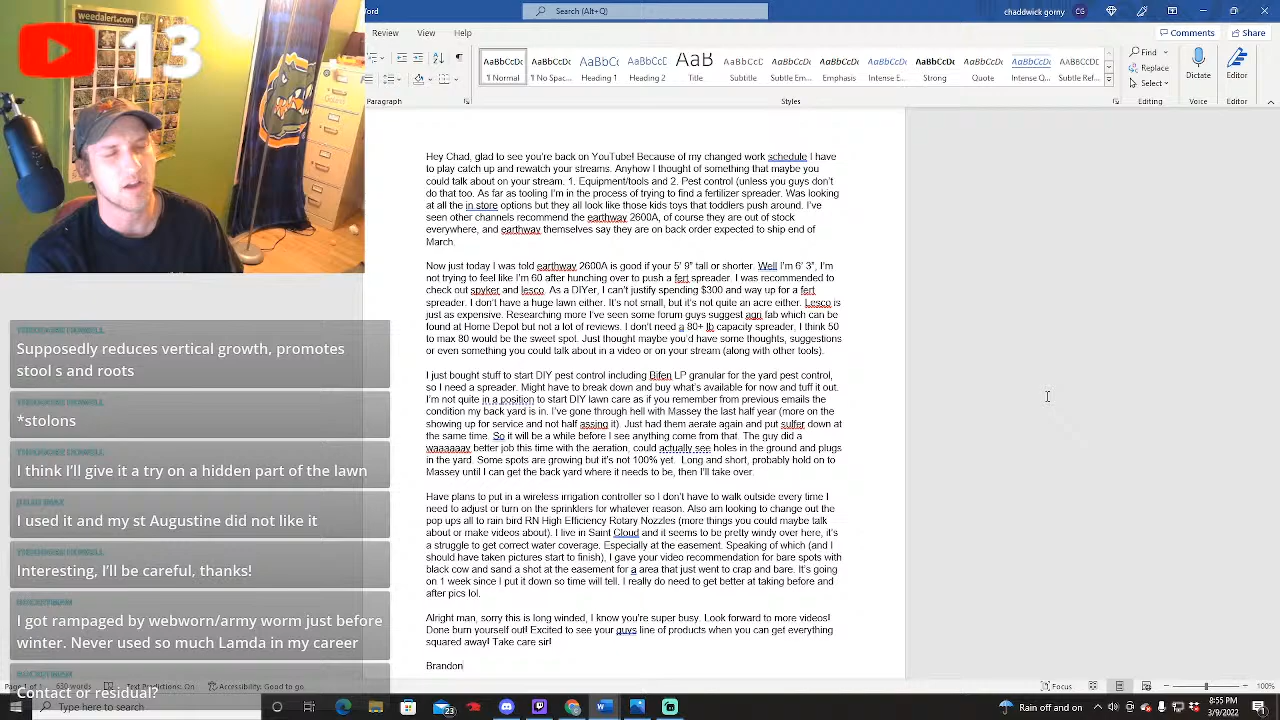 weedalert.com
13
Search (Alt+Q)
chaddwick gomy
Review View Help
Comments Share
AaBbCcDc AaBbCcDc AaBbCc AaBbCcD AaB AaBbCcD AaBbCcDc AaBbCcDc AaBbCcDc AaBbCcDc AaBbCcDc AaBbCcDc AaBbCcDc
¶ Normal ¶ No Spac... Heading 1 Heading 2 Title Subtitle Subtle Em... Emphasis Intense E... Strong Quote Intense Q... Subtle Ref...
Find
Replace
Select
Dictate
Editor
Paragraph Styles Editing Voice Editor
Hey Chad, glad to see you're back on YouTube! Because of my changed work schedule I have
to play catch up and rewatch your streams. Anyhow I thought of something that maybe you
could talk about on your stream. 1. Equipment/tools and 2. Pest control (unless you guys don't
do that too. As far as tooling I'm in the process of trying to find a fertilizer spreader. Was looking
at all the in store options but they all look like those kids toys that toddlers push around. I've
seen other channels recommend the earthway 2600A, of course they are out of stock
everywhere, and earthway themselves say they are on back order expected to ship end of
March.
Now just today I was told earthway 2600A is good if your 5' 9" tall or shorter. Well I'm 6' 3", I'm
not trying to feel like I'm 60 after hunching over to push a fert spreader. I was recommended to
check out spyker and lesco. As a DIYer, I can't justify spending $300 and way up for a fert
spreader. I don't have a huge lawn either. It's not small, but it's not quite an acre either. Lesco is
just as expensive. Researching more I've seen some forum guys suggest agri fab which can be
found at Home Depot but not a lot of reviews. I don't need a 80+ lb capacity spreader, I think 50
to max 80 would be the sweet spot. Just thought maybe you'd have some thoughts, suggestions
or even something you could talk about in a video or on your stream (along with other tools).
I just bought stuff to start DIY pest control including Bifen LP granular for the yard pest control,
so I need a spreader. Might have to break down and buy what's available for now and tuff it out.
I'm not quite in a position to start DIY lawn care as if you remember from previous emails the
condition my back yard is in. I've gone through hell with Massey the last half year (more on the
showing up for service and not half assing it). Just had them aerate again and put sulfer down at
the same time. So it will be a while before I see anything come from that. The guy did a
waaaaaay better job this time with the aeration, could actually see holes in the ground and plugs
in the yard. Some spots are growing but it's not 100% yet. Long and short, probably hold on to
Massey until I can get the back yard where it needs to be, then I'll take over.
Have plans to put in a wireless irrigation controller so I don't have to walk outside every time I
need to adjust or turn on the sprinklers for whatever reason. Also am looking to change out the
pop ups all to rain bird RN High Efficiency Rotary Nozzles (more things you could maybe talk
about or make videos about). I live in Saint Cloud and it seems to be pretty windy over here, it's
a struggle to get correct water coverage. Especially at the easement. Speaking of which (and I
should have taken pictures start to finish), I gave your video recommendation for bare spots with
black cow and sand a shot at the easement for a area that just went to crap and bare. It's going
on 1 week since I put it down so time will tell. I really do need to get better at taking before and
after pics lol.
Alright man, sorry this is long winded, I know you're super busy. Look forward to more videos!
Done burn yourself out! Excited to see your guys line of products when you can get everything
squared away! Take care sir!
Brandon
Supposedly reduces vertical growth, promotes
stool s and roots
*stolons
I think I'll give it a try on a hidden part of the lawn
I used it and my st Augustine did not like it
Interesting, I'll be careful, thanks!
I got rampaged by webworn/army worm just before
winter. Never used so much Lamda in my career
Contact or residual?
Page 1 of 1 630 words Text Predictions: On Accessibility: Good to go
Focus 100%
Type here to search
Rain off and on
8:55 PM
3/9/2022